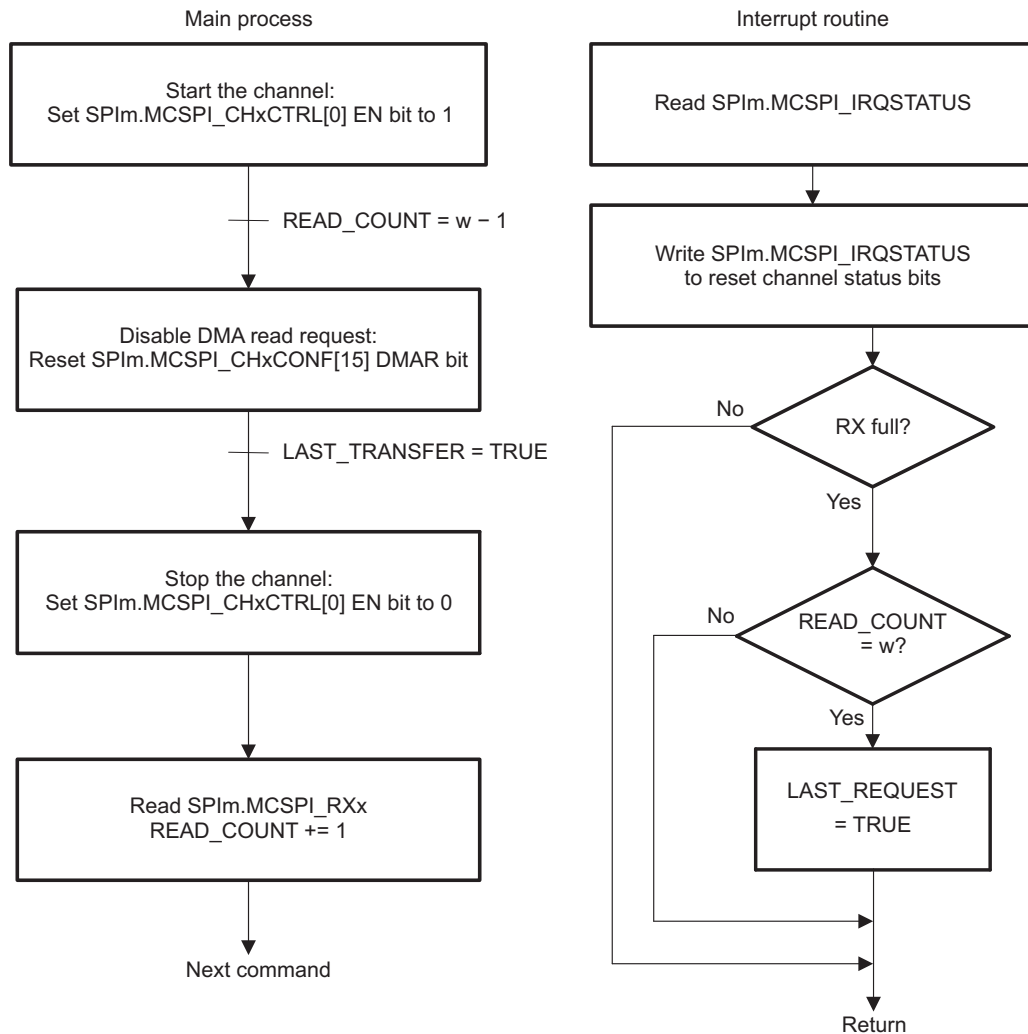 Main process
Start the channel:
Set SPIm.MCSPI_CHxCTRL[0] EN bit to 1
READ_COUNT = w − 1
Disable DMA read request:
Reset SPIm.MCSPI_CHxCONF[15] DMAR bit
LAST_TRANSFER = TRUE
Stop the channel:
Set SPIm.MCSPI_CHxCTRL[0] EN bit to 0
Read SPIm.MCSPI_RXx
READ_COUNT += 1
Next command
Interrupt routine
Read SPIm.MCSPI_IRQSTATUS
Write SPIm.MCSPI_IRQSTATUS
to reset channel status bits
No
RX full?
Yes
No
READ_COUNT
= w?
Yes
LAST_REQUEST
= TRUE
Return